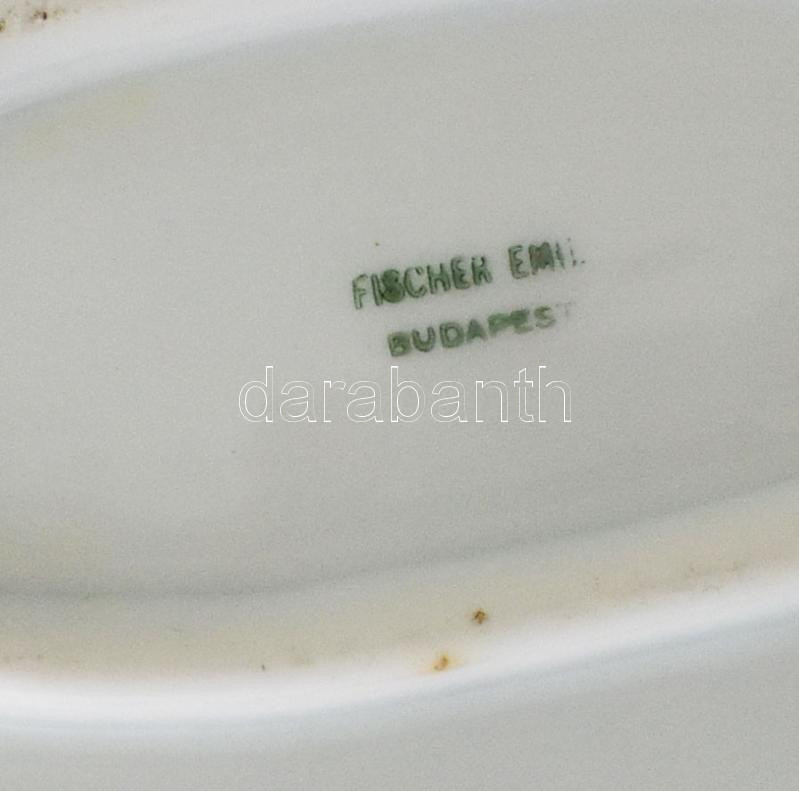 FISCHER EMIL
BUDAPEST
darabanth